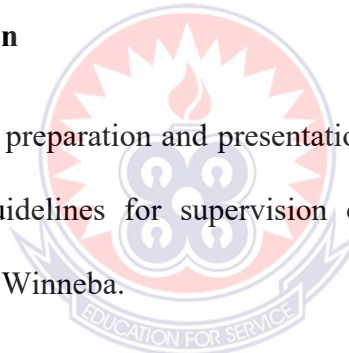 n
preparation and presentatio
uidelines for supervision
Winneba.
EDUCATION FOR SERVICE